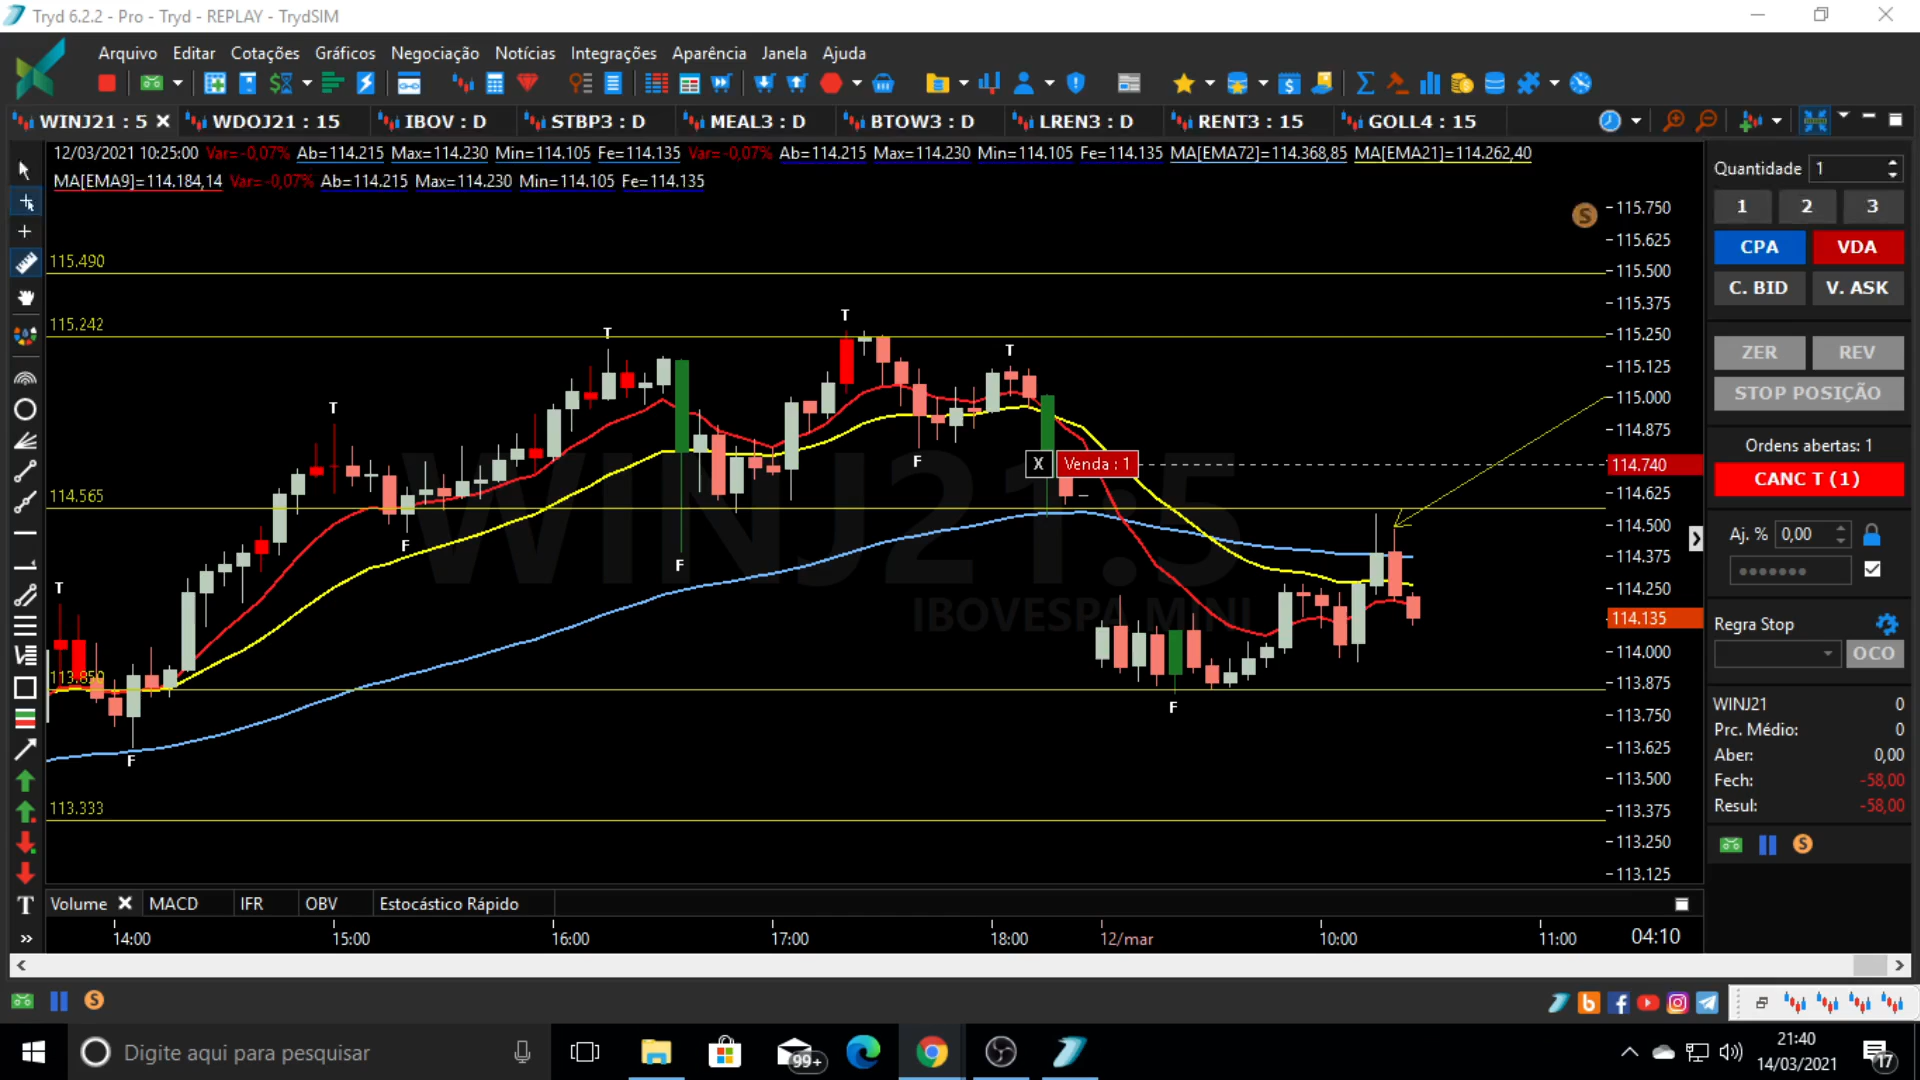 Tryd 6.2.2 - Pro - Tryd - REPLAY - TrydSIM
Arquivo Editar Cotações Gráficos Negociação Notícias Integrações Aparência Janela Ajuda
WINJ21 : 5 WDOJ21 : 15 IBOV : D STBP3 : D MEAL3 : D BTOW3 : D LREN3 : D RENT3 : 15 GOLL4 : 15
12/03/2021 10:25:00 Var=-0,07% Ab=114.215 Max=114.230 Min=114.105 Fe=114.135 Var=-0,07% Ab=114.215 Max=114.230 Min=114.105 Fe=114.135 MA[EMA72]=114.368,85 MA[EMA21]=114.262,40
MA[EMA9]=114.184,14 Var=-0,07% Ab=114.215 Max=114.230 Min=114.105 Fe=114.135
Quantidade 1
1 2 3
CPA VDA
C. BID V. ASK
ZER REV
STOP POSIÇÃO
Ordens abertas: 1
CANC T (1)
Aj. % 0,00
Regra Stop
OCO
WINJ21 0
Prc. Médio: 0
Aber: 0,00
Fech: -58,00
Resul: -58,00
S
115.750
115.625
115.500
115.375
115.250
115.125
115.000
114.875
114.740
114.625
114.500
114.375
114.250
114.135
114.000
113.875
113.750
113.625
113.500
113.375
113.250
113.125
115.490
115.242
114.565
113.850
113.333
T
T
T
T
T
F
F
F
F
F
X Venda : 1
WINJ21:5
IBOVESPA MINI
Volume MACD IFR OBV Estocástico Rápido
14:00 15:00 16:00 17:00 18:00 12/mar 10:00 11:00 04:10
Digite aqui para pesquisar
99+
21:40
14/03/2021
17